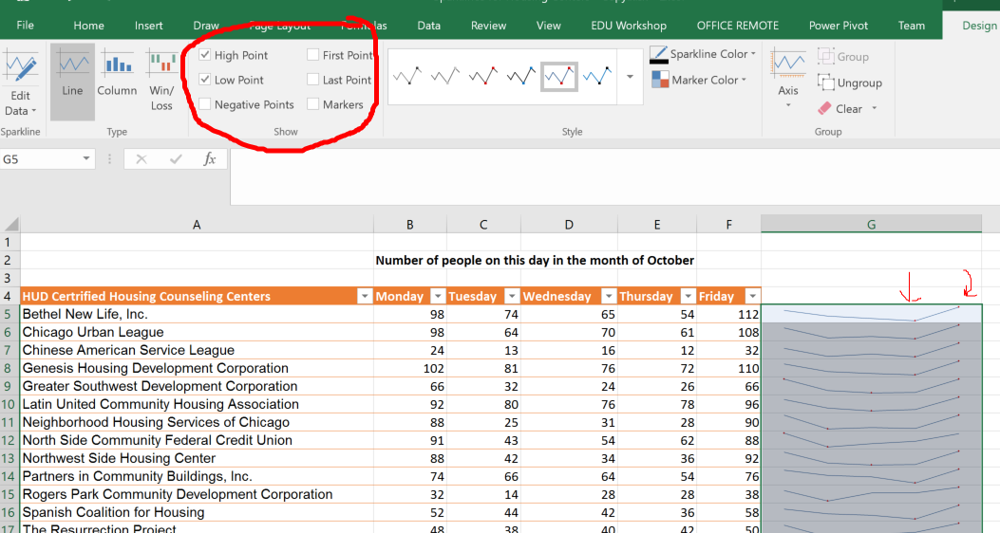 File Home Insert Draw Page Layout Formulas Data Review View EDU Workshop OFFICE REMOTE Power Pivot Team Design
High Point First Point Sparkline Color Group
Edit Data Line Column Win/Loss Low Point Last Point Marker Color Axis Ungroup
Negative Points Markers Clear
Sparkline Type Show Style Group
G5 fx
A B C D E F G
1
2 Number of people on this day in the month of October
3
4 HUD Certrified Housing Counseling Centers Monday Tuesday Wednesday Thursday Friday
5 Bethel New Life, Inc. 98 74 65 54 112
6 Chicago Urban League 98 64 70 61 108
7 Chinese American Service League 24 13 16 12 32
8 Genesis Housing Development Corporation 102 81 76 72 110
9 Greater Southwest Development Corporation 66 32 24 26 66
10 Latin United Community Housing Association 92 80 76 78 96
11 Neighborhood Housing Services of Chicago 88 25 31 28 90
12 North Side Community Federal Credit Union 91 43 54 62 88
13 Northwest Side Housing Center 88 42 34 36 92
14 Partners in Community Buildings, Inc. 74 66 64 54 76
15 Rogers Park Community Development Corporation 32 14 28 28 38
16 Spanish Coalition for Housing 52 44 42 36 58
17 The Resurrection Project 48 38 40 42 50